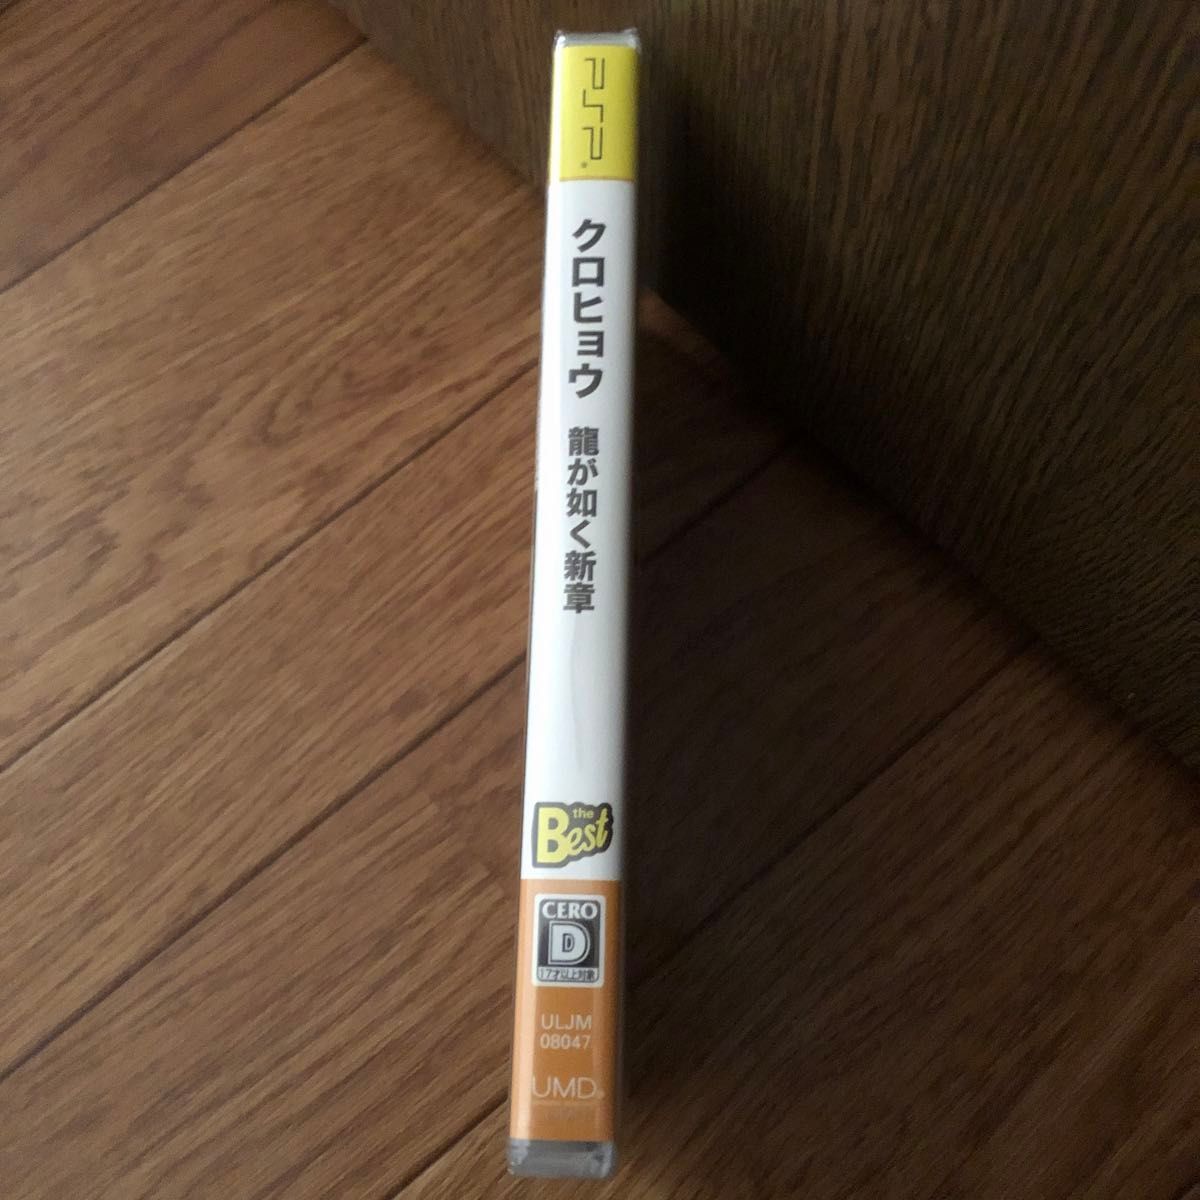 PSP®
クロヒョウ 龍が如く新章
the
Best
CERO
D
17才以上対象
ULJM
08047
UMD®